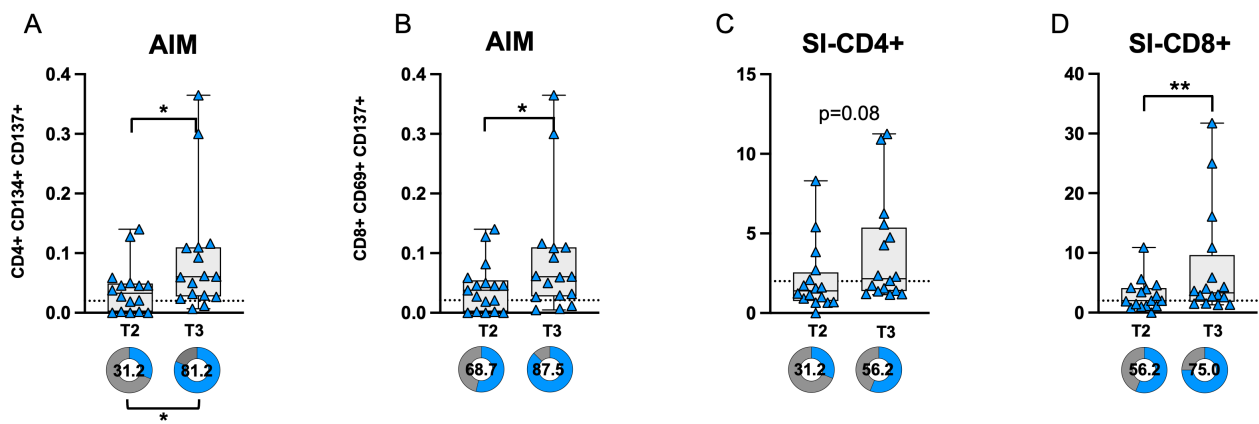 A
AIM
CD4+ CD134+ CD137+
0.4
0.3
0.2
0.1
0.0
*
T2
T3
31.2
81.2
*
B
AIM
CD8+ CD69+ CD137+
0.4
0.3
0.2
0.1
0.0
*
T2
T3
68.7
87.5
C
SI-CD4+
15
10
5
0
p=0.08
T2
T3
31.2
56.2
D
SI-CD8+
40
30
20
10
0
**
T2
T3
56.2
75.0